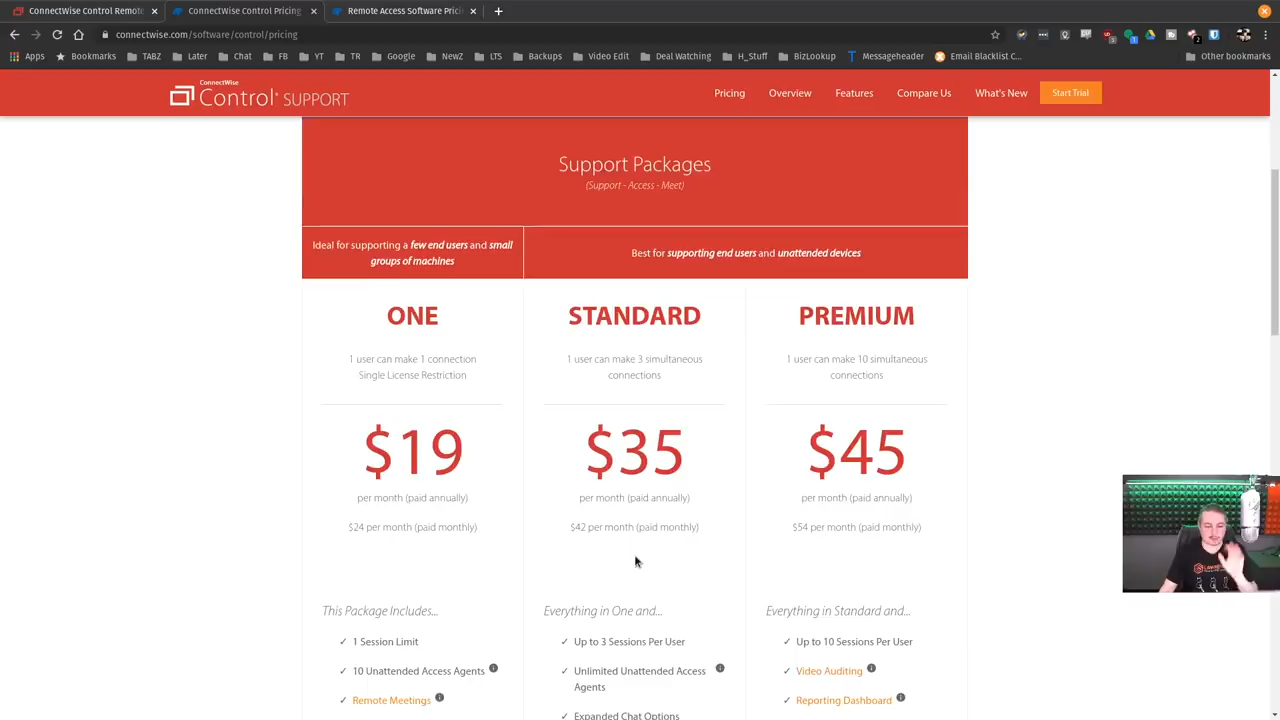 ConnectWise Control Remote
ConnectWise Control Pricing
Remote Access Software Pric
connectwise.com/software/control/pricing
Apps
Bookmarks
TABZ
Later
Chat
FB
YT
TR
Google
NewZ
LTS
Backups
Video Edit
Deal Watching
H_Stuff
BizLookup
Messageheader
Email Blacklist C...
Other bookmarks
ConnectWise
Control SUPPORT
Pricing
Overview
Features
Compare Us
What's New
Start Trial
Support Packages
(Support - Access - Meet)
Ideal for supporting a few end users and small
groups of machines
Best for supporting end users and unattended devices
ONE
1 user can make 1 connection
Single License Restriction
$19
per month (paid annually)
$24 per month (paid monthly)
This Package Includes...
✓ 1 Session Limit
✓ 10 Unattended Access Agents
✓ Remote Meetings
STANDARD
1 user can make 3 simultaneous
connections
$35
per month (paid annually)
$42 per month (paid monthly)
Everything in One and...
✓ Up to 3 Sessions Per User
✓ Unlimited Unattended Access
Agents
✓ Expanded Chat Options
PREMIUM
1 user can make 10 simultaneous
connections
$45
per month (paid annually)
$54 per month (paid monthly)
Everything in Standard and...
✓ Up to 10 Sessions Per User
✓ Video Auditing
✓ Reporting Dashboard